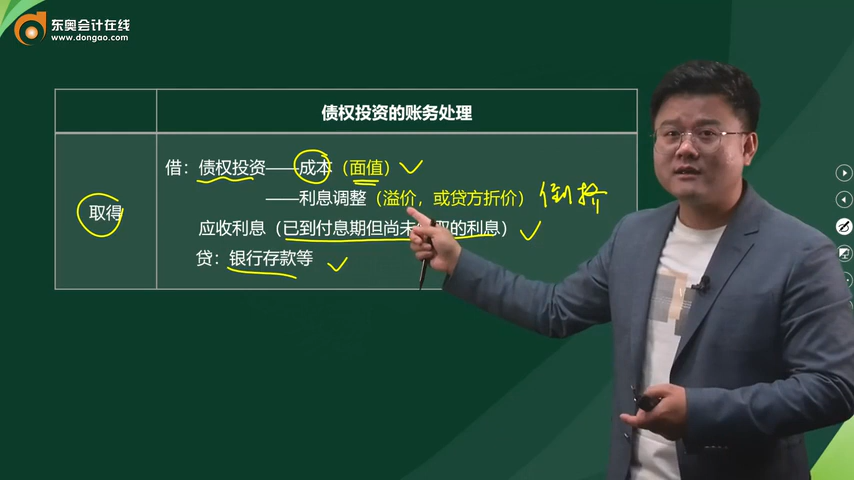 东奥会计在线
www.dongao.com
债权投资的账务处理
取得
借：债权投资——成本（面值）
——利息调整（溢价，或贷方折价）倒挤
应收利息（已到付息期但尚未取的利息）
贷：银行存款等